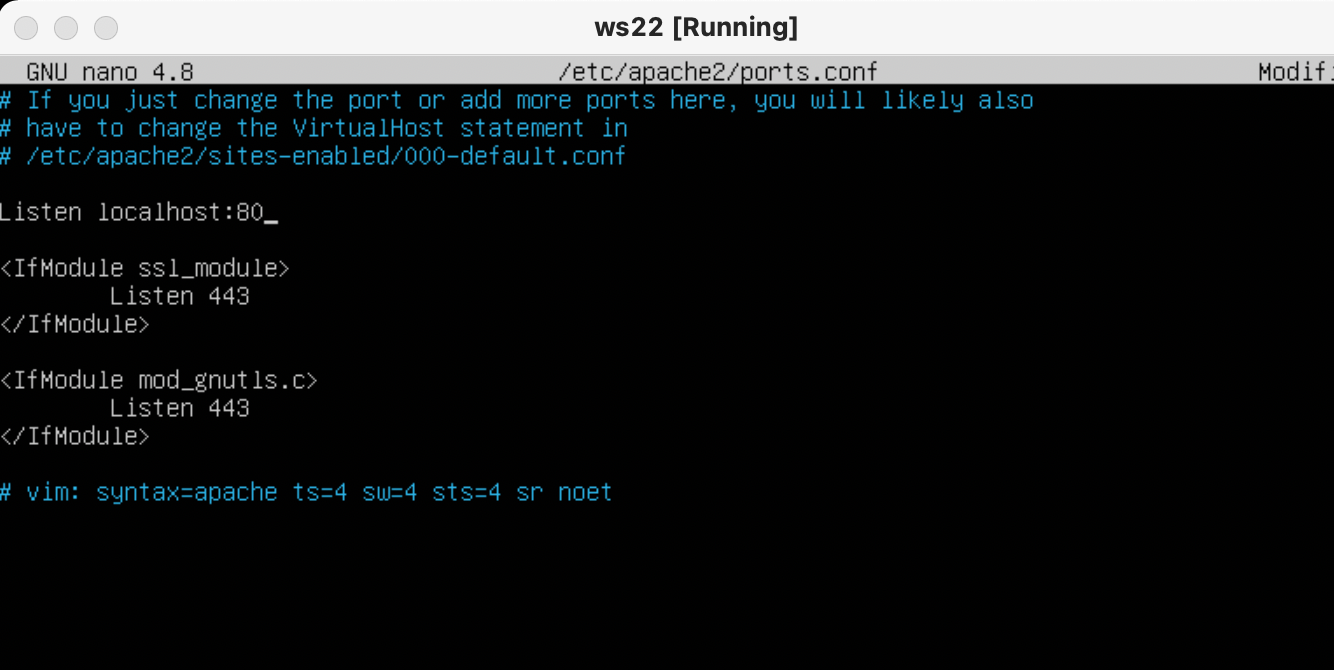 ws22 [Running]
GNU nano 4.8 /etc/apache2/ports.conf Modifi
# If you just change the port or add more ports here, you will likely also
# have to change the VirtualHost statement in
# /etc/apache2/sites-enabled/000-default.conf
Listen localhost:80_
<IfModule ssl_module>
Listen 443
</IfModule>
<IfModule mod_gnutls.c>
Listen 443
</IfModule>
# vim: syntax=apache ts=4 sw=4 sts=4 sr noet